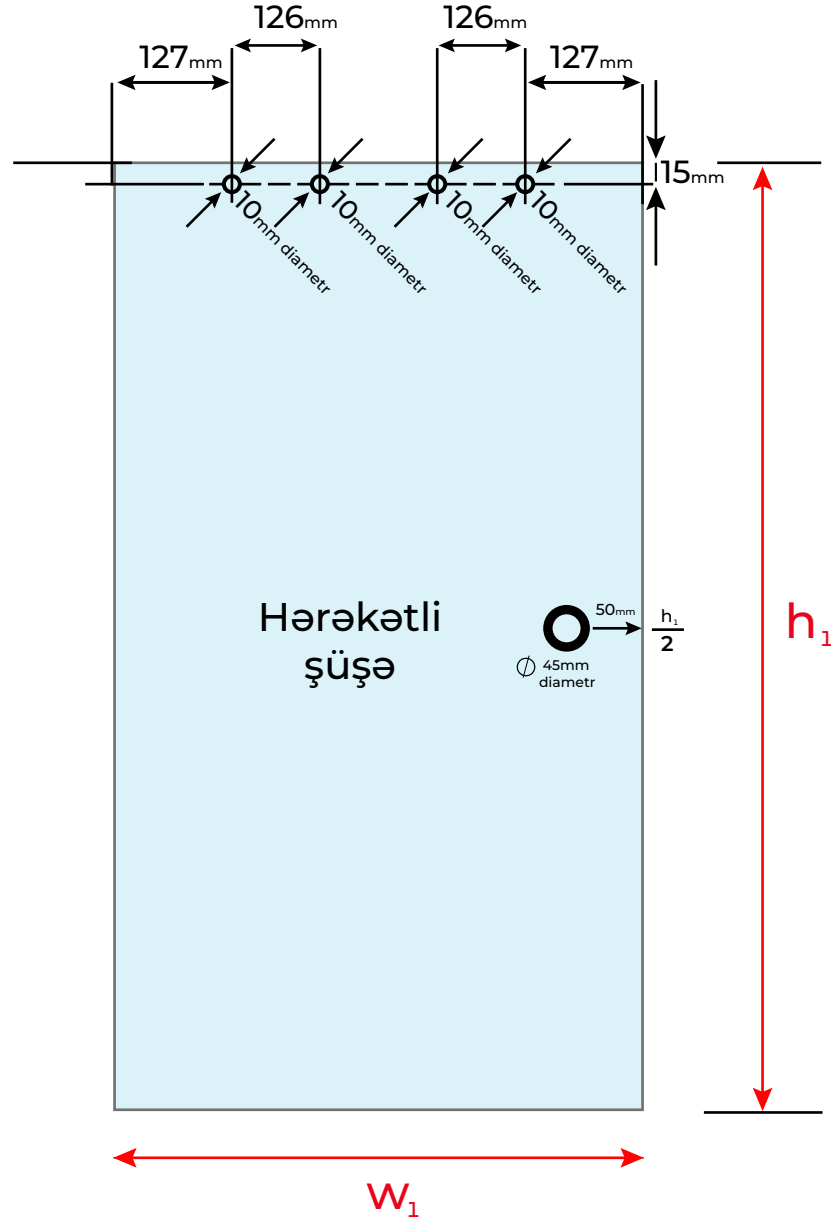 126mm
126mm
127mm
127mm
15mm
10mm diametr
10mm diametr
10mm diametr
10mm diametr
Hərəkətli
şüşə
50mm
h₁
2
45mm
diametr
h₁
w₁